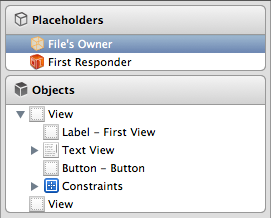 Placeholders
File's Owner
First Responder
Objects
View
Label - First View
Text View
Button - Button
Constraints
View